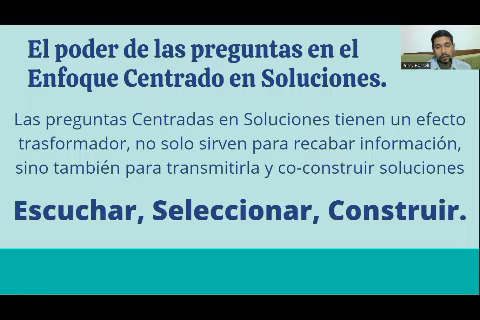 El poder de las preguntas en el
Enfoque Centrado en Soluciones.
Las preguntas Centradas en Soluciones tienen un efecto
trasformador, no solo sirven para recabar información,
sino también para transmitirla y co-construir soluciones
Escuchar, Seleccionar, Construir.